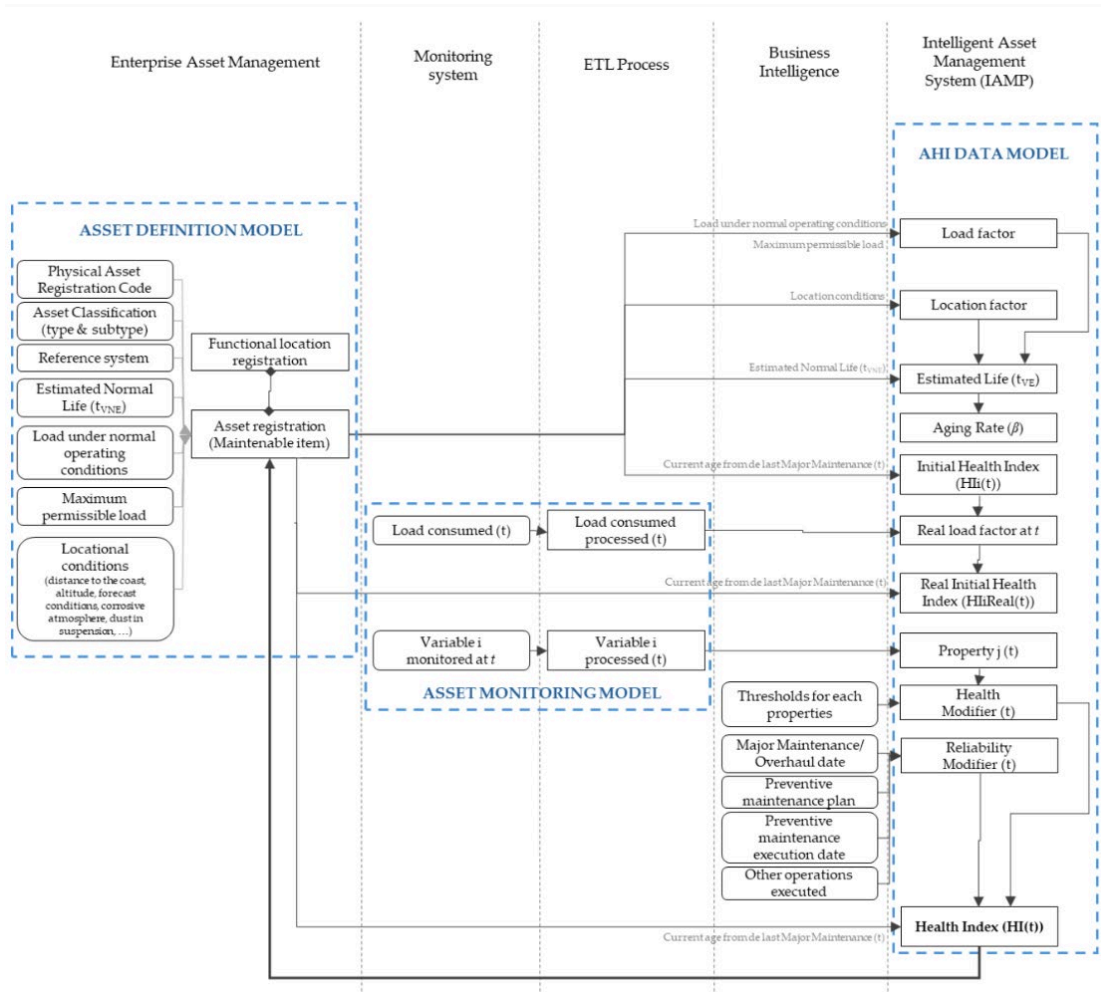 Enterprise Asset Management
Monitoring
system
ETL Process
Business
Intelligence
Intelligent Asset
Management
System (IAMP)
AHI DATA MODEL
ASSET DEFINITION MODEL
Physical Asset
Registration Code
Asset Classification
(type & subtype)
Reference system
Estimated Normal
Life (tVNE)
Load under normal
operating
conditions
Maximum
permissible load
Locational
conditions
(distance to the coast,
altitude, forecast
conditions, corrosive
atmosphere, dust in
suspension, …)
Functional location
registration
Asset registration
(Maintenable item)
Load under normal operating conditions
Maximum permissible load
Load factor
Location conditions
Location factor
Estimated Normal Life (tVNE)
Estimated Life (tVE)
Aging Rate (β)
Current age from de last Major Maintenance (t)
Initial Health Index
(HIi(t))
Load consumed (t)
Load consumed
processed (t)
Real load factor at t
Current age from de last Major Maintenance (t)
Real Initial Health
Index (HIiReal(t))
Variable i
monitored at t
Variable i
processed (t)
Property j (t)
ASSET MONITORING MODEL
Thresholds for each
properties
Health
Modifier (t)
Major Maintenance/
Overhaul date
Reliability
Modifier (t)
Preventive
maintenance plan
Preventive
maintenance
execution date
Other operations
executed
Health Index (HI(t))
Current age from de last Major Maintenance (t)